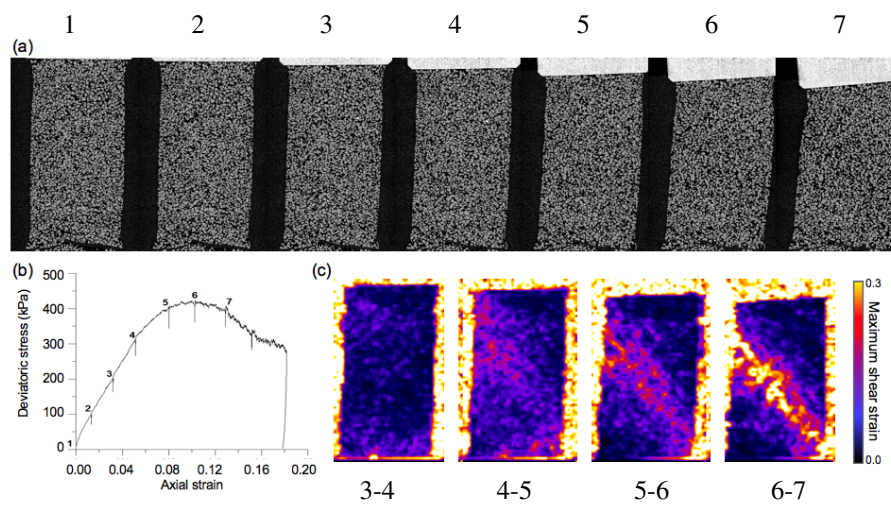 1 2 3 4 5 6 7
(a)
(b)
500
400
300
200
100
0
Deviatoric stress (kPa)
1
2
3
4
5
6
7
0.00 0.04 0.08 0.12 0.16 0.20
Axial strain
(c)
0.3
Maximum shear strain
0.0
3-4 4-5 5-6 6-7